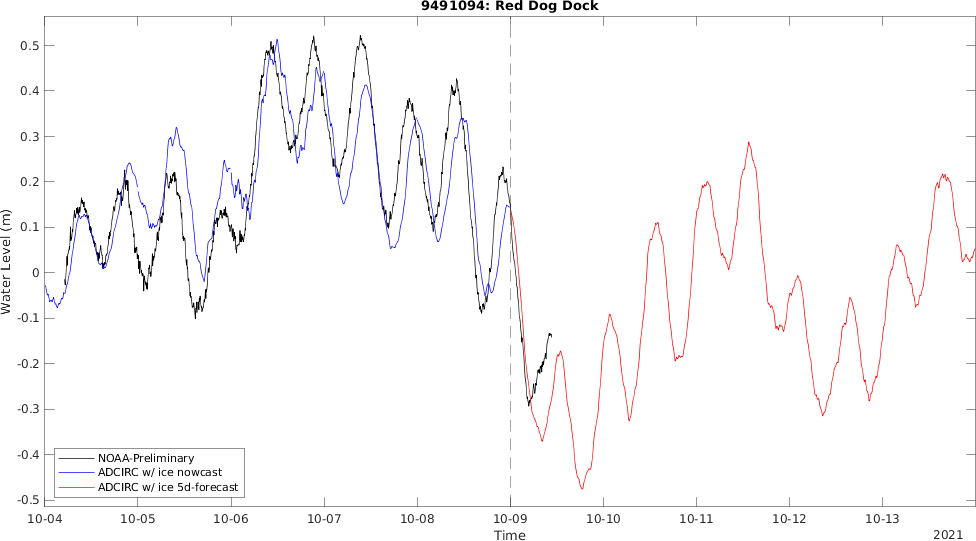 9491094: Red Dog Dock
Water Level (m)
0.5
0.4
0.3
0.2
0.1
0
-0.1
-0.2
-0.3
-0.4
-0.5
NOAA-Preliminary
ADCIRC w/ ice nowcast
ADCIRC w/ ice 5d-forecast
10-04 10-05 10-06 10-07 10-08 10-09 10-10 10-11 10-12 10-13
Time
2021